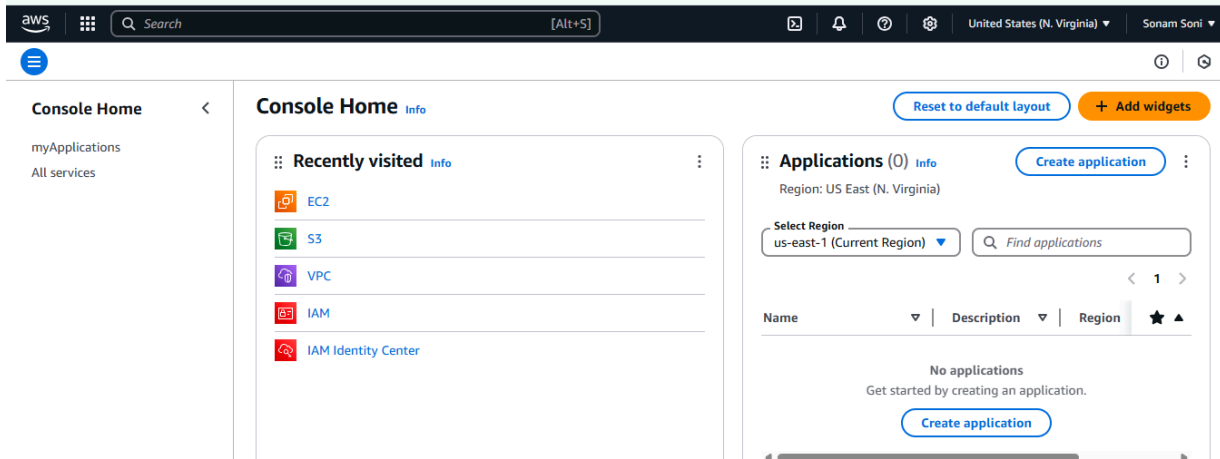 aws
Search [Alt+S]
United States (N. Virginia) Sonam Soni
Console Home
myApplications
All services
Console Home Info
Reset to default layout
+ Add widgets
Recently visited Info
EC2
S3
VPC
IAM
IAM Identity Center
Applications (0) Info
Create application
Region: US East (N. Virginia)
Select Region
us-east-1 (Current Region)
Find applications
1
Name Description Region
No applications
Get started by creating an application.
Create application